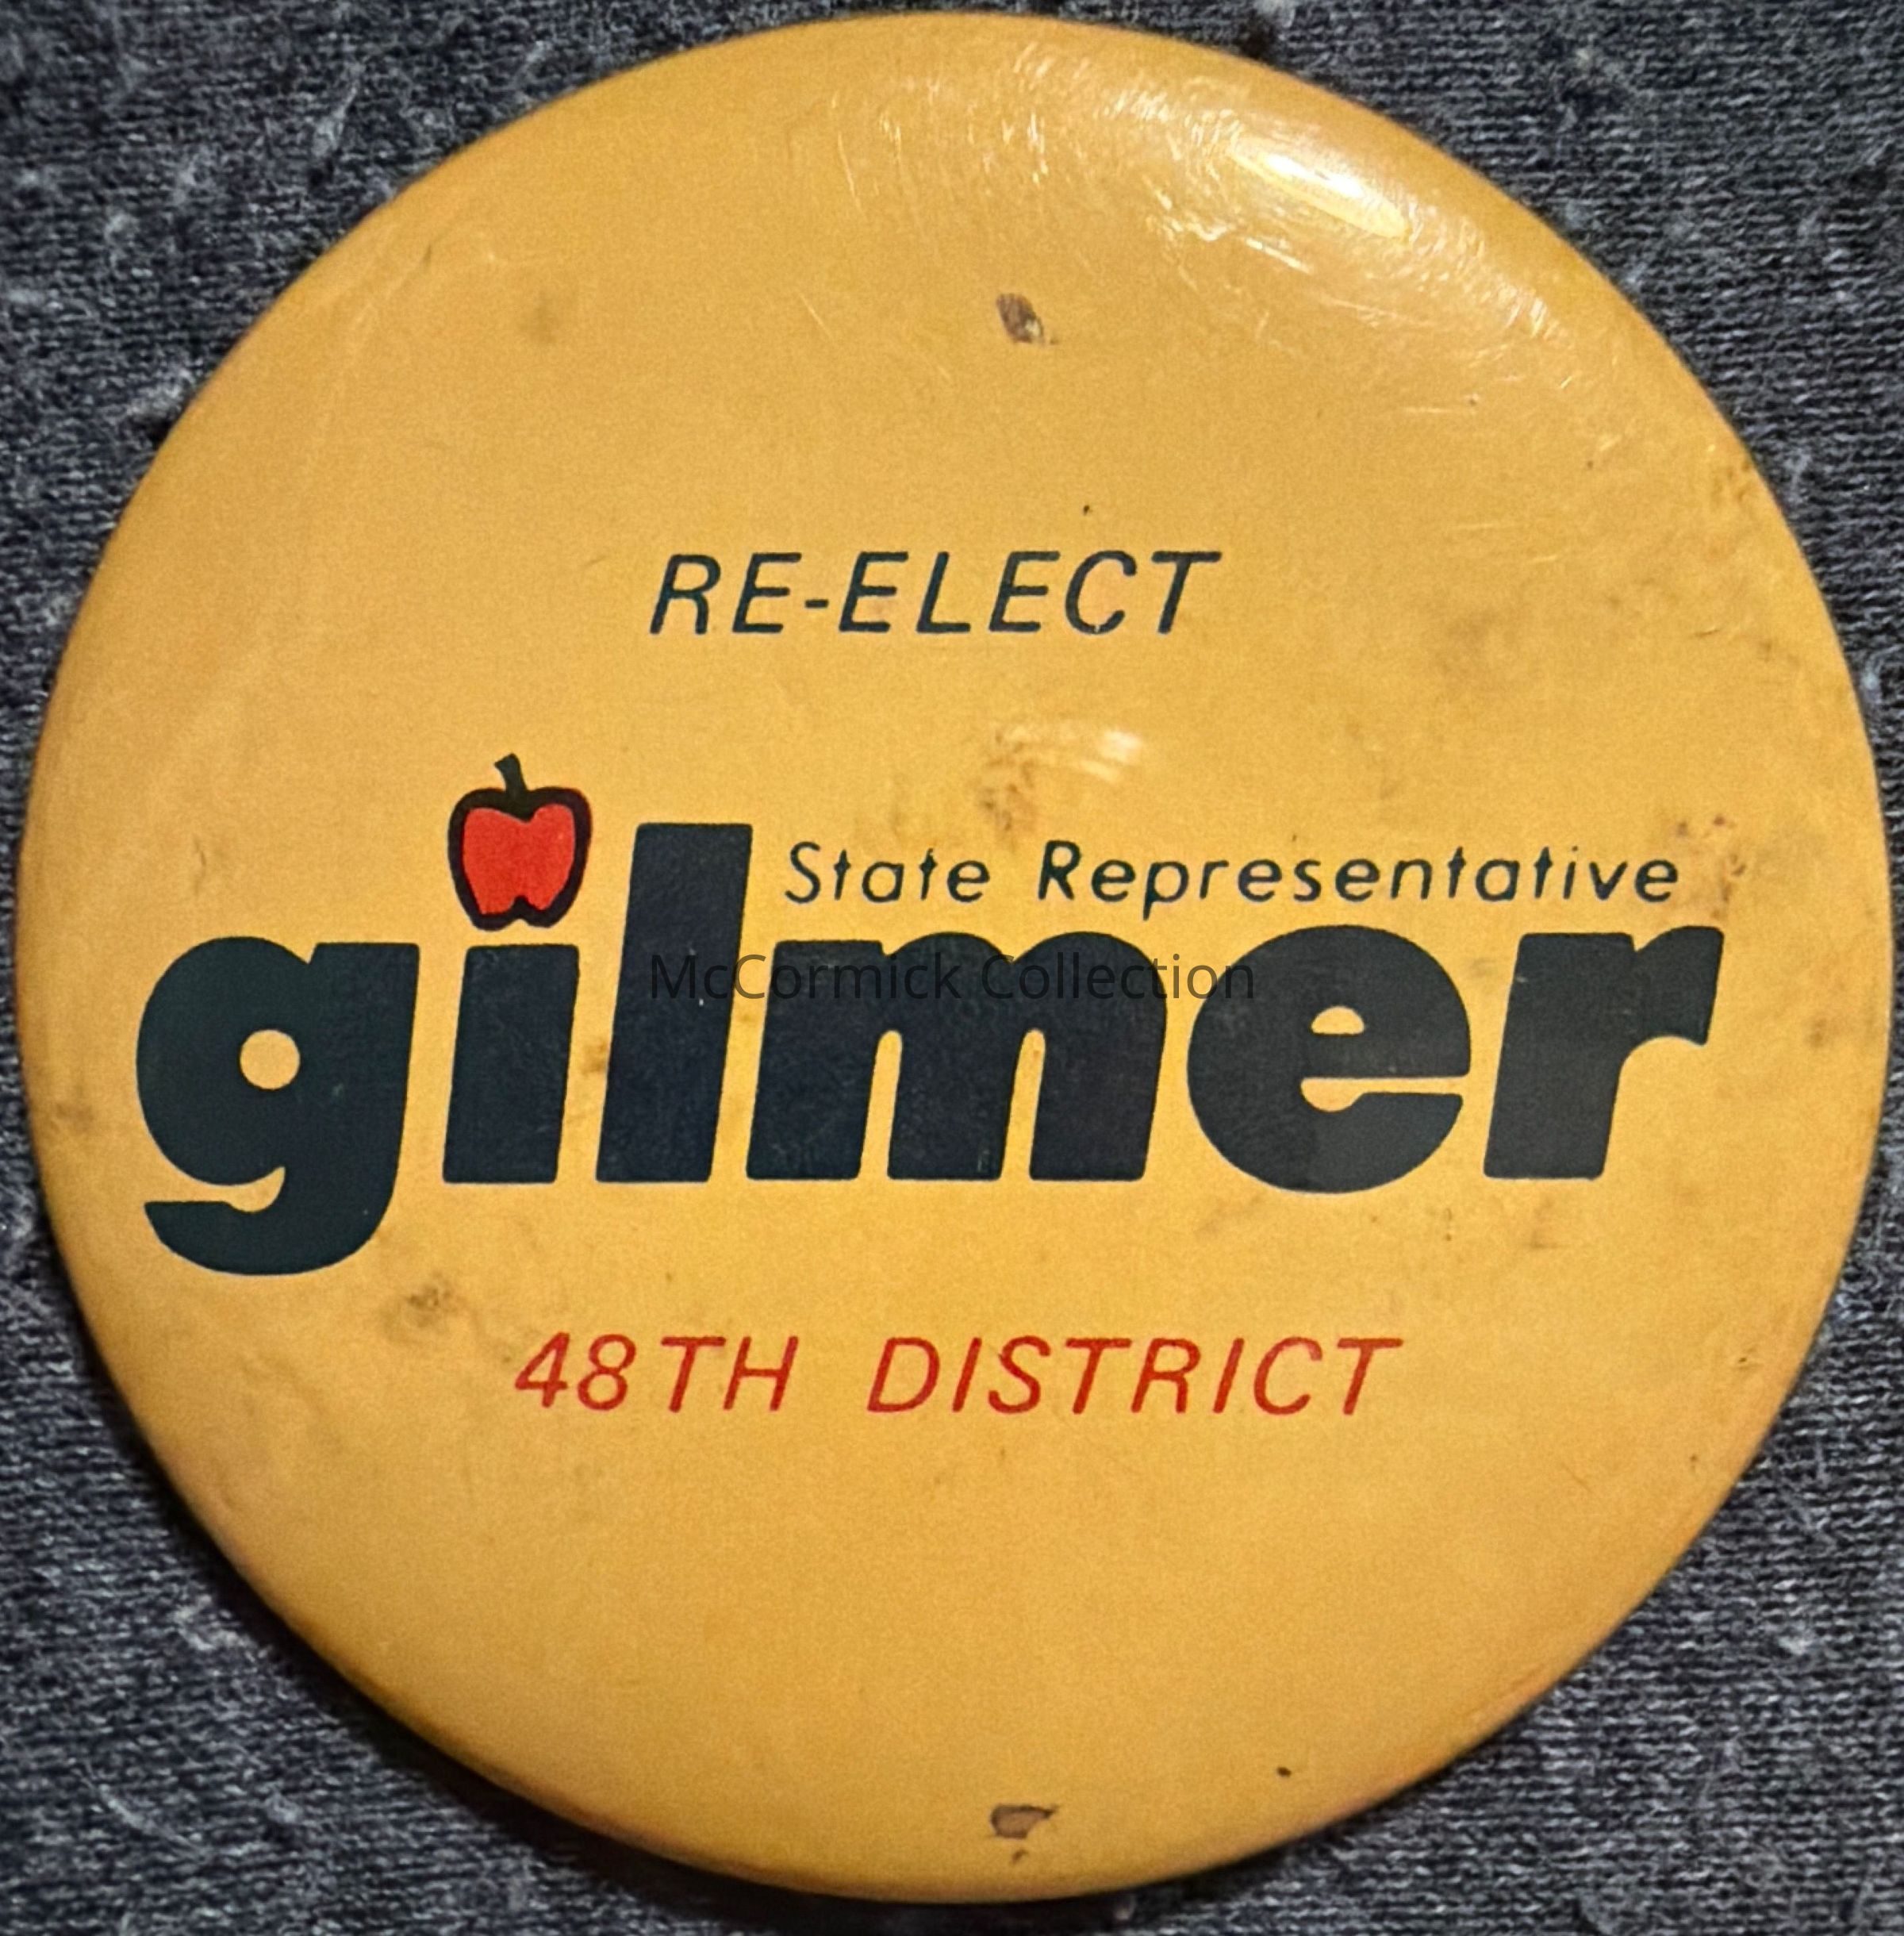 RE-ELECT
State Representative
gilmer
McCormick Collection
48TH DISTRICT